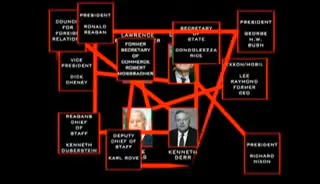 COUNCIL
FOR
FOREIGN
RELATIONS
PRESIDENT
RONALD
REAGAN
LAWRENCE
FORMER
SECRETARY
OF
COMMERCE
ROBERT
MOSBACHER
SECRETARY
OF
STATE
CONDOLEEZZA
RICE
PRESIDENT
GEORGE
H.W.
BUSH
VICE
PRESIDENT
DICK
CHENEY
EXXON/MOBIL
LEE
RAYMOND
FORMER
CEO
REAGANS
CHIEF
OF
STAFF
KENNETH
DUBERSTEIN
DEPUTY
CHIEF OF
STAFF
KARL ROVE
KENNETH
DERR
PRESIDENT
RICHARD
NIXON